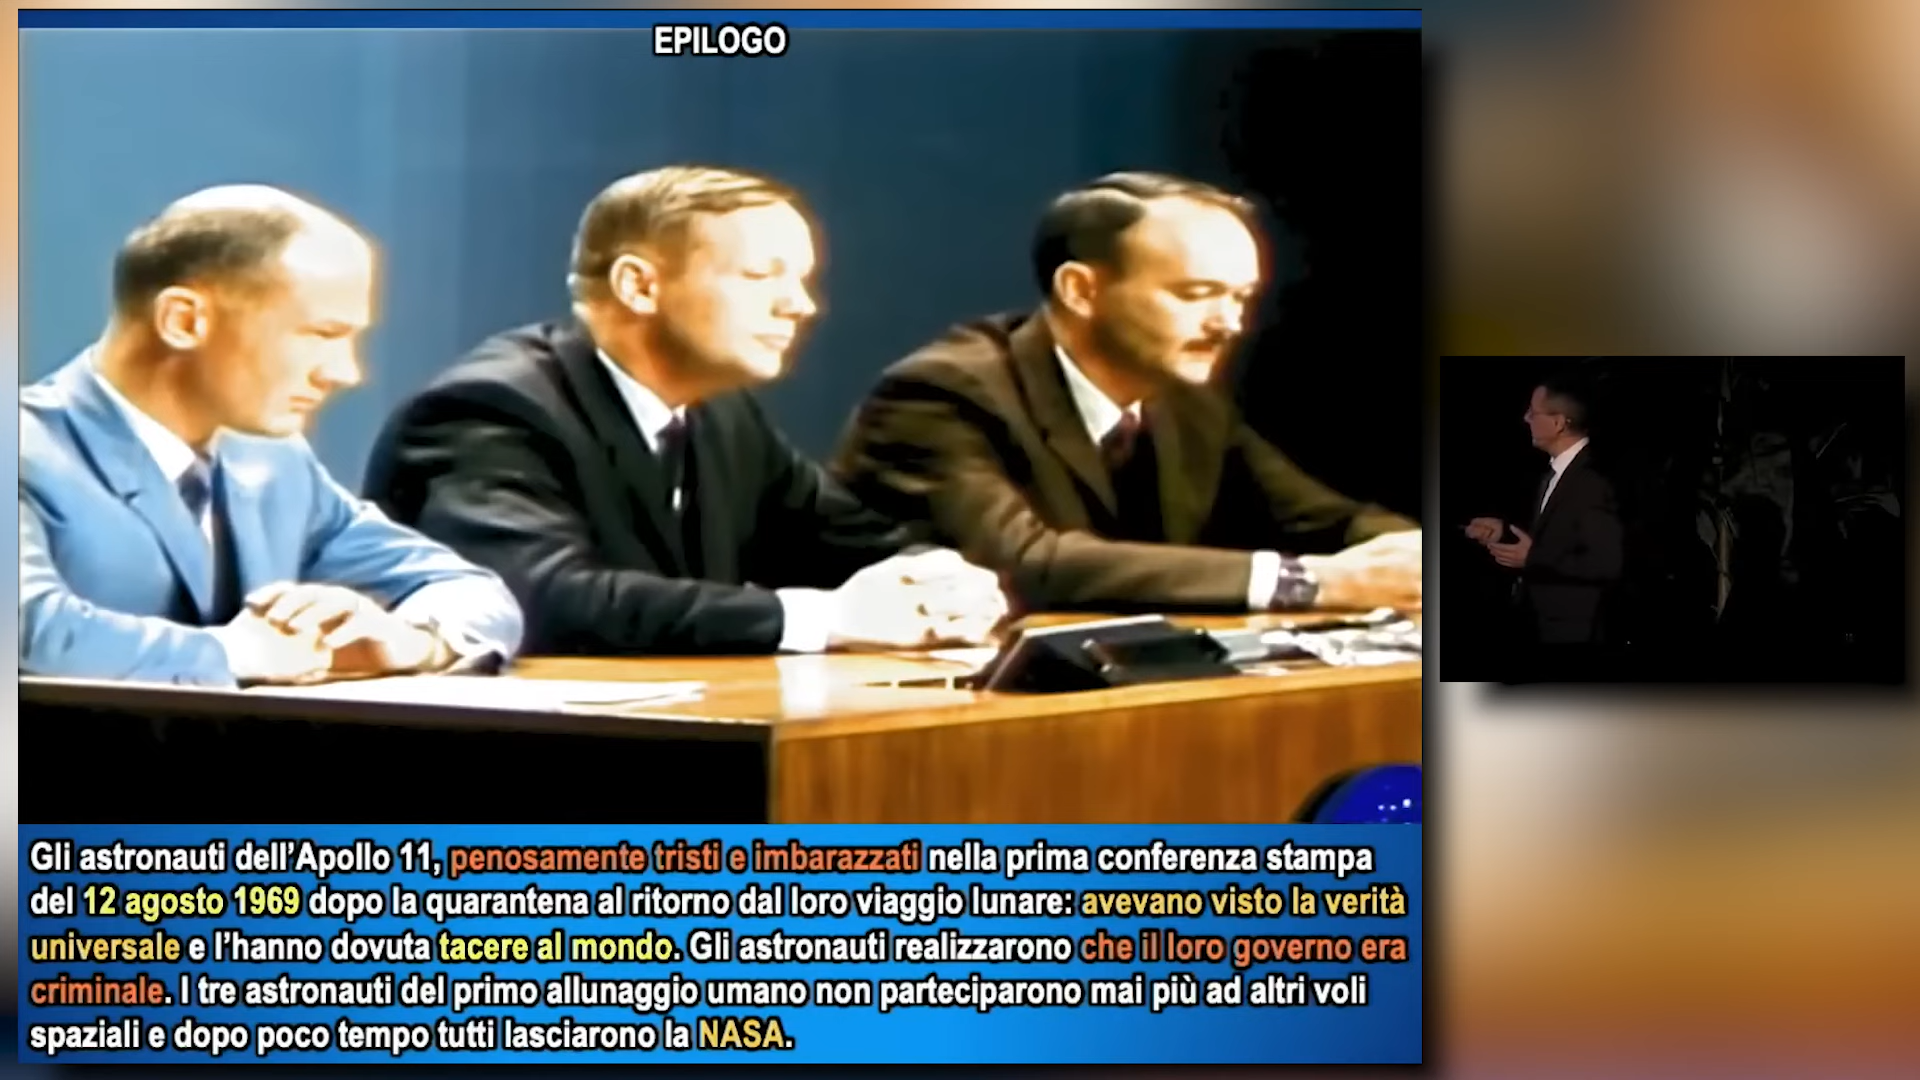 EPILOGO
Gli astronauti dell'Apollo 11, penosamente tristi e imbarazzati nella prima conferenza stampa
del 12 agosto 1969 dopo la quarantena al ritorno dal loro viaggio lunare: avevano visto la verità
universale e l'hanno dovuta tacere al mondo. Gli astronauti realizzarono che il loro governo era
criminale. I tre astronauti del primo allunaggio umano non parteciparono mai più ad altri voli
spaziali e dopo poco tempo tutti lasciarono la NASA.